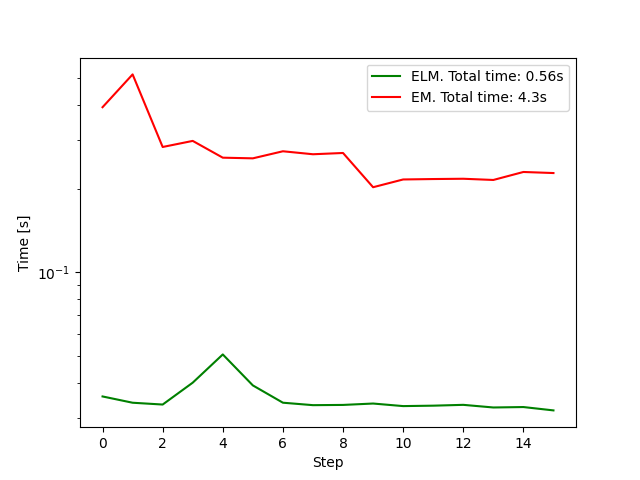 ELM. Total time: 0.56s
EM. Total time: 4.3s
Time [s]
10⁻¹
0 2 4 6 8 10 12 14
Step